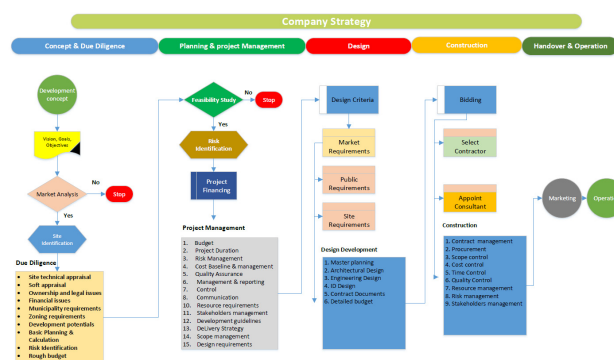 Company Strategy
Concept & Due Diligence
Planning & project Management
Design
Construction
Handover & Operation
Development
concept
Vision, Goals,
Objectives
Market Analysis
No
Stop
Yes
Site
Identification
Due Diligence
Site technical appraisal
Soft appraisal
Ownership and legal issues
Financial issues
Municipality requirements
Zoning requirements
Development potentials
Basic Planning &
Calculation
Risk Identification
Rough budget
Feasibility Study
No
Stop
Yes
Risk
Identification
Project
Financing
Project Management
1. Budget
2. Project Duration
3. Risk Management
4. Cost Baseline & management
5. Quality Assurance
6. Management & reporting
7. Control
8. Communication
10. Resource requirements
11. Stakeholders management
12. Development guidelines
13. DeLivery Strategy
14. Scope management
15. Design requirements
Design Criteria
Market
Requirements
Public
Requirements
Site
Requirements
Design Development
1. Master planning
2. Architectural Design
3. Engineering Design
4. ID Design
5. Contract Documents
6. Detailed budget
Bidding
Select
Contractor
Appoint
Consultant
Construction
1. Contract management
2. Procurement
3. Scope control
4. Cost control
5. Time Control
6. Quality Control
7. Resource management
8. Risk management
9. Stakeholders management
Marketing
Operati